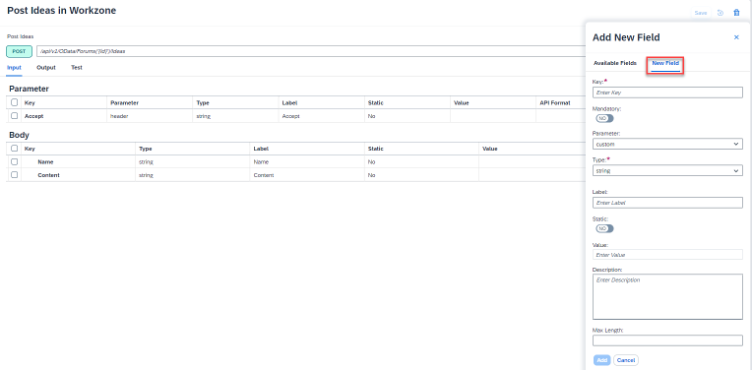 Post Ideas in Workzone
Save
Post Ideas
POST /api/v1/OData/Forums('{id}')/Ideas
Input Output Test
Parameter
Key Parameter Type Label Static Value API Format
Accept header string Accept No
Body
Key Type Label Static Value
Name string Name No
Content string Content No
Add New Field
Available Fields New Field
Key:*
Enter Key
Mandatory:
NO
Parameter:
custom
Type:*
string
Label:
Enter Label
Static:
NO
Value:
Enter Value
Description:
Enter Description
Max Length:
Add Cancel